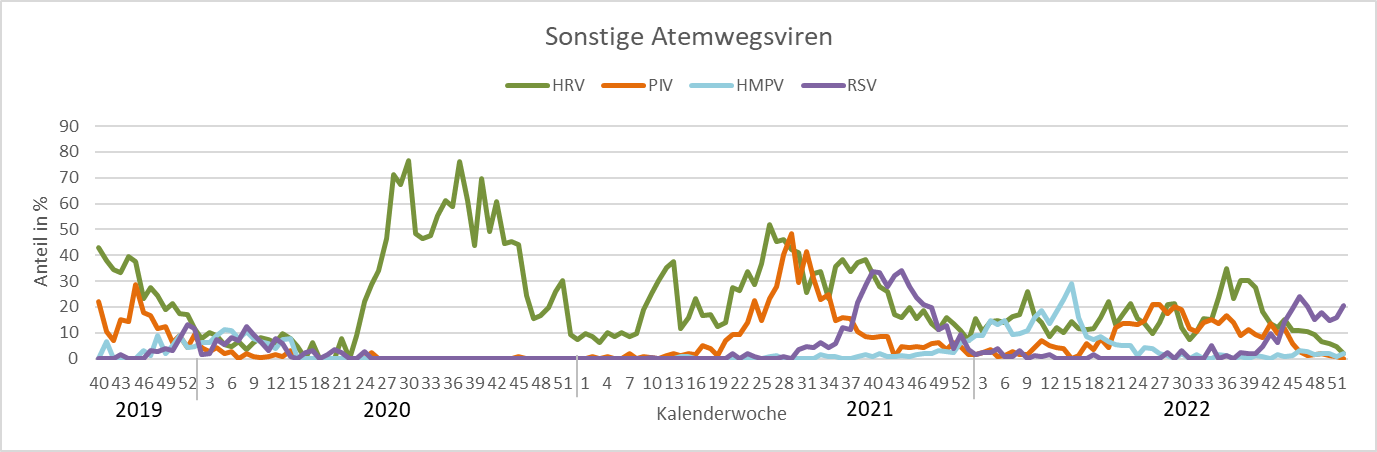 Sonstige Atemwegsviren
HRV PIV HMPV RSV
90
80
70
60
50
40
30
20
10
0
Anteil in %
40 43 46 49 52 3 6 9 12 15 18 21 24 27 30 33 36 39 42 45 48 51 1 4 7 10 13 16 19 22 25 28 31 34 37 40 43 46 49 52 3 6 9 12 15 18 21 24 27 30 33 36 39 42 45 48 51
2019 2020 Kalenderwoche 2021 2022